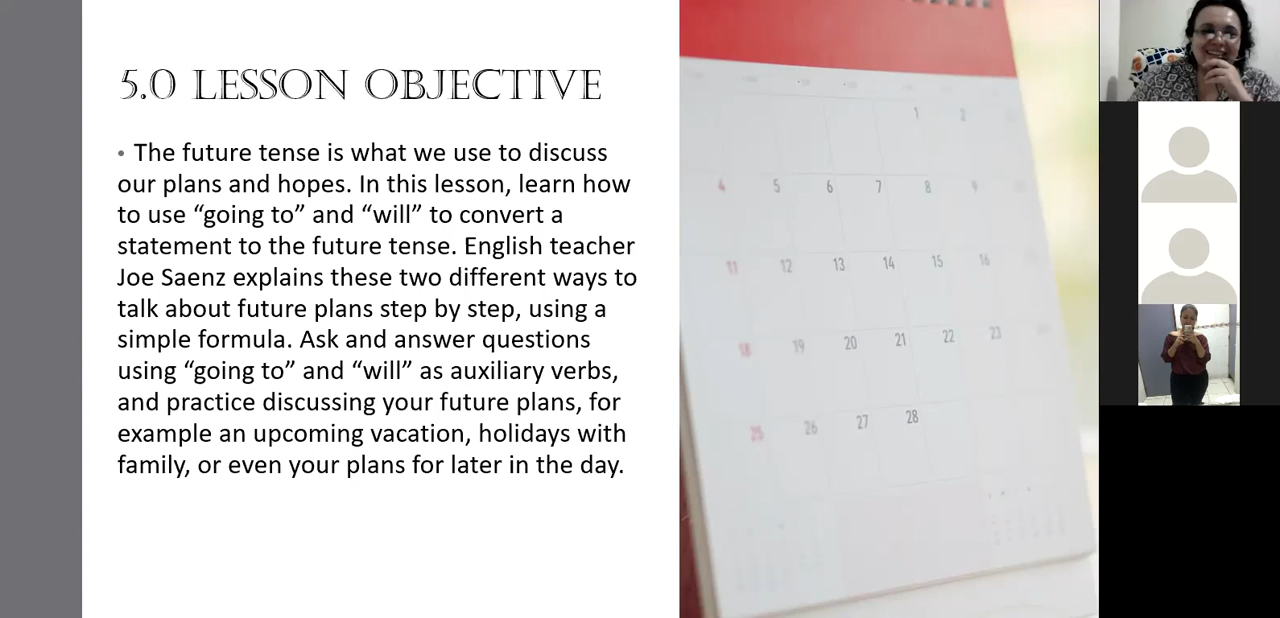 5.0 LESSON OBJECTIVE
• The future tense is what we use to discuss
our plans and hopes. In this lesson, learn how
to use “going to” and “will” to convert a
statement to the future tense. English teacher
Joe Saenz explains these two different ways to
talk about future plans step by step, using a
simple formula. Ask and answer questions
using “going to” and “will” as auxiliary verbs,
and practice discussing your future plans, for
example an upcoming vacation, holidays with
family, or even your plans for later in the day.
1 2
4 5 6 7 8 9
11 12 13 14 15 16
18 19 20 21 22 23
25 26 27 28